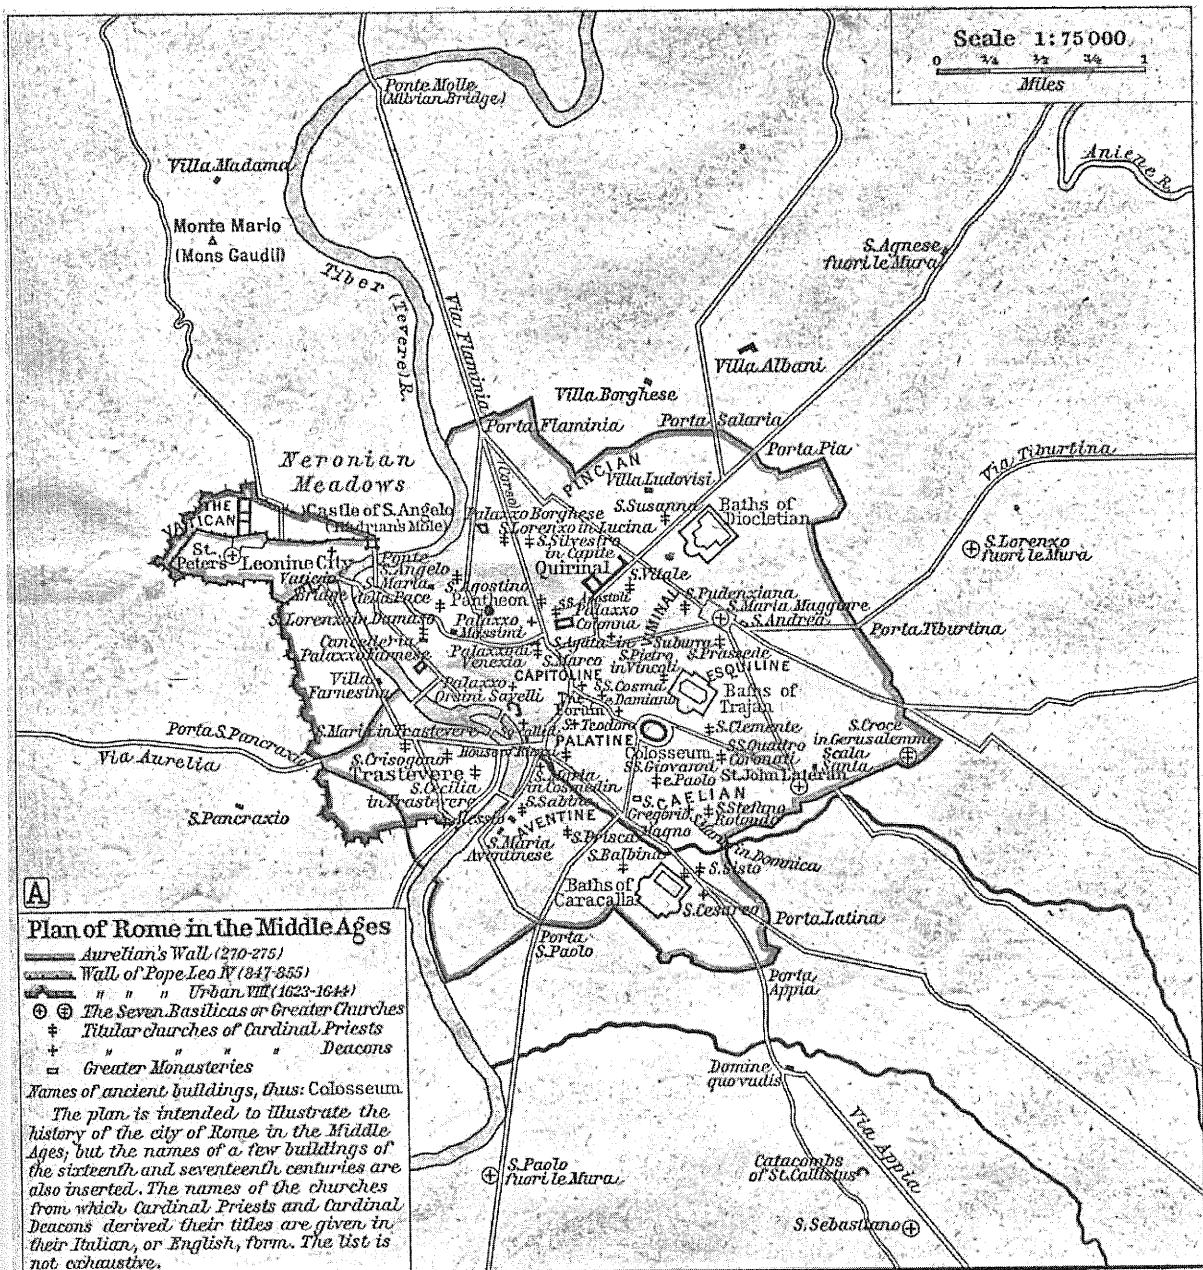 Scale 1:75 000
0 ¼ ½ ¾ 1
Miles
Ponte Molle
(Milvian Bridge)
Villa Madama
Aniene R.
Monte Mario
(Mons Gaudii)
S. Agnese
fuori le Mura
Tiber (Tevere) R.
Via Flaminia
Villa Albani
Villa Borghese
Porta Flaminia
Porta Salaria
Porta Pia
Via Tiburtina
Neronian
Meadows
PINCIAN
Villa Ludovisi
Corso
THE
VATICAN
Castle of S. Angelo
(Hadrian's Mole)
Palazzo Borghese
S. Susanna
Baths of
Diocletian
S. Lorenzo in Lucina
S. Silvestro
in Capite
S. Lorenzo
fuori le Mura
St.
Peters
Leonine City
Ponte
S. Angelo
Quirinal
S. Vitale
Vatican
Bridge
S. Maria
della Pace
S. Agostino
Pantheon
SS. Apostoli
Palazzo
Colonna
VIMINAL
S. Pudenziana
S. Maria Maggiore
S. Andrea
S. Lorenzo in Damaso
Palazzo
Massimi
Porta Tiburtina
Cancelleria
Palazzo Farnese
Palazzo di
Venezia
S. Agata in Suburra
S. Marco
S. Pietro
in Vincoli
S. Prassede
ESQUILINE
Villa
Farnesina
CAPITOLINE
Palazzo
Orsini Savelli
SS. Cosma
e Damiano
Baths of
Trajan
The
Forum
S. Teodoro
S. Clemente
Porta S. Pancrazio
S. Maria in Trastevere
PALATINE
Colosseum
SS. Quattro
Coronati
S. Croce
in Gerusalemme
Via Aurelia
S. Crisogono
Trastevere
House of Rienzi
SS. Giovanni
e Paolo
St. John Lateran
Scala
Santa
S. Cecilia
in Trastevere
S. Maria
in Cosmedin
CAELIAN
S. Sabina
S. Gregorio
Magno
S. Stefano
Rotondo
S. Pancrazio
S. Alessio
AVENTINE
S. Maria
Aventinese
S. Prisca
S. Maria in Domnica
S. Balbina
S. Sisto
Baths of
Caracalla
S. Cesareo
Porta Latina
Porta
S. Paolo
Porta
Appia
A
Plan of Rome in the Middle Ages
Aurelian's Wall (270-275)
Wall of Pope Leo IV (847-855)
" " " Urban VIII (1623-1644)
The Seven Basilicas or Greater Churches
Titular churches of Cardinal Priests
" " " " Deacons
Greater Monasteries
Names of ancient buildings, thus: Colosseum
The plan is intended to illustrate the
history of the city of Rome in the Middle
Ages; but the names of a few buildings of
the sixteenth and seventeenth centuries are
also inserted. The names of the churches
from which Cardinal Priests and Cardinal
Deacons derived their titles are given in
their Italian, or English, form. The list is
not exhaustive.
Domine
quo vadis
Via Appia
S. Paolo
fuori le Mura
Catacombs
of St. Callistus
S. Sebastiano